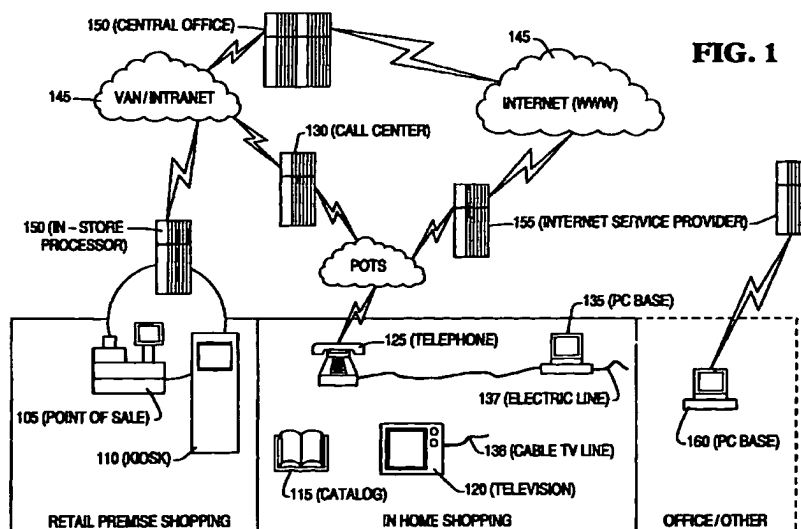 150 (CENTRAL OFFICE)
145
FIG. 1
145
VAN/INTRANET
INTERNET (WWW)
130 (CALL CENTER)
150 (IN-STORE
PROCESSOR)
155 (INTERNET SERVICE PROVIDER)
POTS
135 (PC BASE)
125 (TELEPHONE)
137 (ELECTRIC LINE)
105 (POINT OF SALE)
136 (CABLE TV LINE)
160 (PC BASE)
110 (KIOSK)
115 (CATALOG)
120 (TELEVISION)
RETAIL PREMISE SHOPPING
IN HOME SHOPPING
OFFICE/OTHER